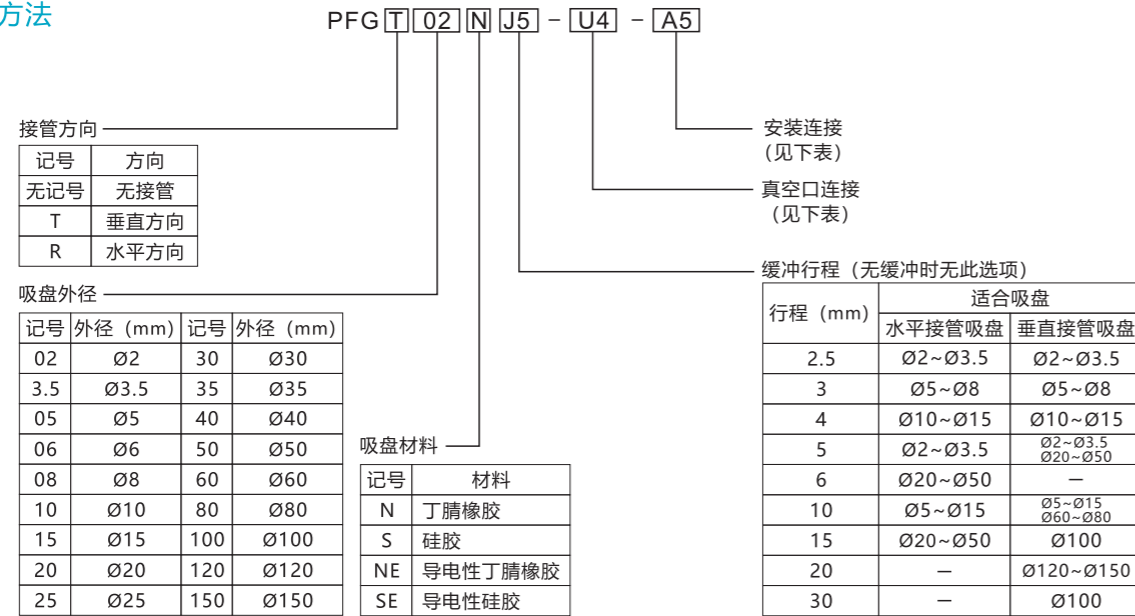 方法
PFG T 02 N J5 - U4 - A5
接管方向
记号 方向
无记号 无接管
T 垂直方向
R 水平方向
安装连接
（见下表）
真空口连接
（见下表）
缓冲行程（无缓冲时无此选项）
行程（mm） 适合吸盘
水平接管吸盘 垂直接管吸盘
2.5 Ø2~Ø3.5 Ø2~Ø3.5
3 Ø5~Ø8 Ø5~Ø8
4 Ø10~Ø15 Ø10~Ø15
5 Ø2~Ø3.5 Ø2~Ø3.5
Ø20~Ø50
6 Ø20~Ø50 －
10 Ø5~Ø15 Ø5~Ø15
Ø60~Ø80
15 Ø20~Ø50 Ø100
20 － Ø120~Ø150
30 － Ø100
吸盘外径
记号 外径（mm） 记号 外径（mm）
02 Ø2 30 Ø30
3.5 Ø3.5 35 Ø35
05 Ø5 40 Ø40
06 Ø6 50 Ø50
08 Ø8 60 Ø60
10 Ø10 80 Ø80
15 Ø15 100 Ø100
20 Ø20 120 Ø120
25 Ø25 150 Ø150
吸盘材料
记号 材料
N 丁腈橡胶
S 硅胶
NE 导电性丁腈橡胶
SE 导电性硅胶